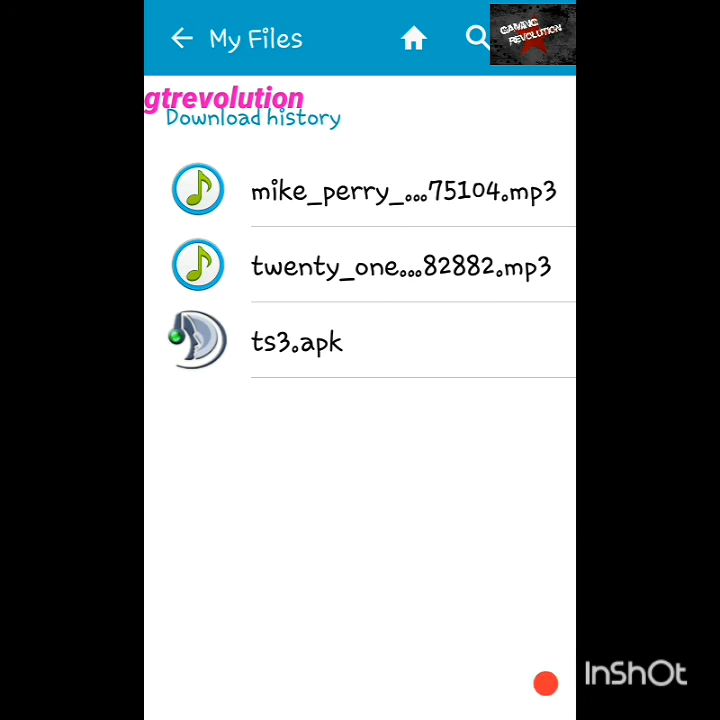 My Files
GAMING
REVOLUTION
gtrevolution
Download history
mike_perry_...75104.mp3
twenty_one...82882.mp3
ts3.apk
InShOt